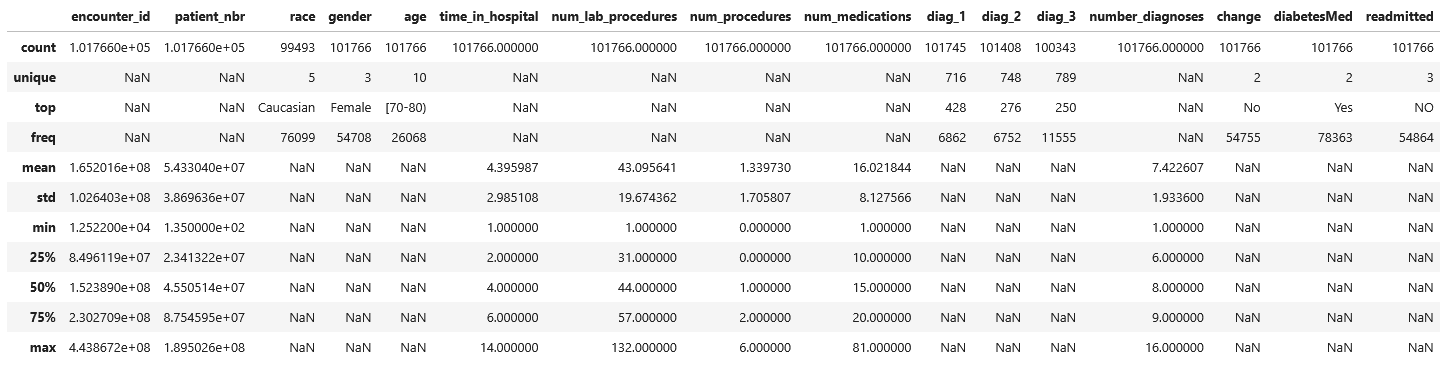 encounter_id patient_nbr race gender age time_in_hospital num_lab_procedures num_procedures num_medications diag_1 diag_2 diag_3 number_diagnoses change diabetesMed readmitted
count 1.017660e+05 1.017660e+05 99493 101766 101766 101766.000000 101766.000000 101766.000000 101766.000000 101745 101408 100343 101766.000000 101766 101766 101766
unique NaN NaN 5 3 10 NaN NaN NaN NaN 716 748 789 NaN 2 2 3
top NaN NaN Caucasian Female [70-80) NaN NaN NaN NaN 428 276 250 NaN No Yes NO
freq NaN NaN 76099 54708 26068 NaN NaN NaN NaN 6862 6752 11555 NaN 54755 78363 54864
mean 1.652016e+08 5.433040e+07 NaN NaN NaN 4.395987 43.095641 1.339730 16.021844 NaN NaN NaN 7.422607 NaN NaN NaN
std 1.026403e+08 3.869636e+07 NaN NaN NaN 2.985108 19.674362 1.705807 8.127566 NaN NaN NaN 1.933600 NaN NaN NaN
min 1.252200e+04 1.350000e+02 NaN NaN NaN 1.000000 1.000000 0.000000 1.000000 NaN NaN NaN 1.000000 NaN NaN NaN
25% 8.496119e+07 2.341322e+07 NaN NaN NaN 2.000000 31.000000 0.000000 10.000000 NaN NaN NaN 6.000000 NaN NaN NaN
50% 1.523890e+08 4.550514e+07 NaN NaN NaN 4.000000 44.000000 1.000000 15.000000 NaN NaN NaN 8.000000 NaN NaN NaN
75% 2.302709e+08 8.754595e+07 NaN NaN NaN 6.000000 57.000000 2.000000 20.000000 NaN NaN NaN 9.000000 NaN NaN NaN
max 4.438672e+08 1.895026e+08 NaN NaN NaN 14.000000 132.000000 6.000000 81.000000 NaN NaN NaN 16.000000 NaN NaN NaN